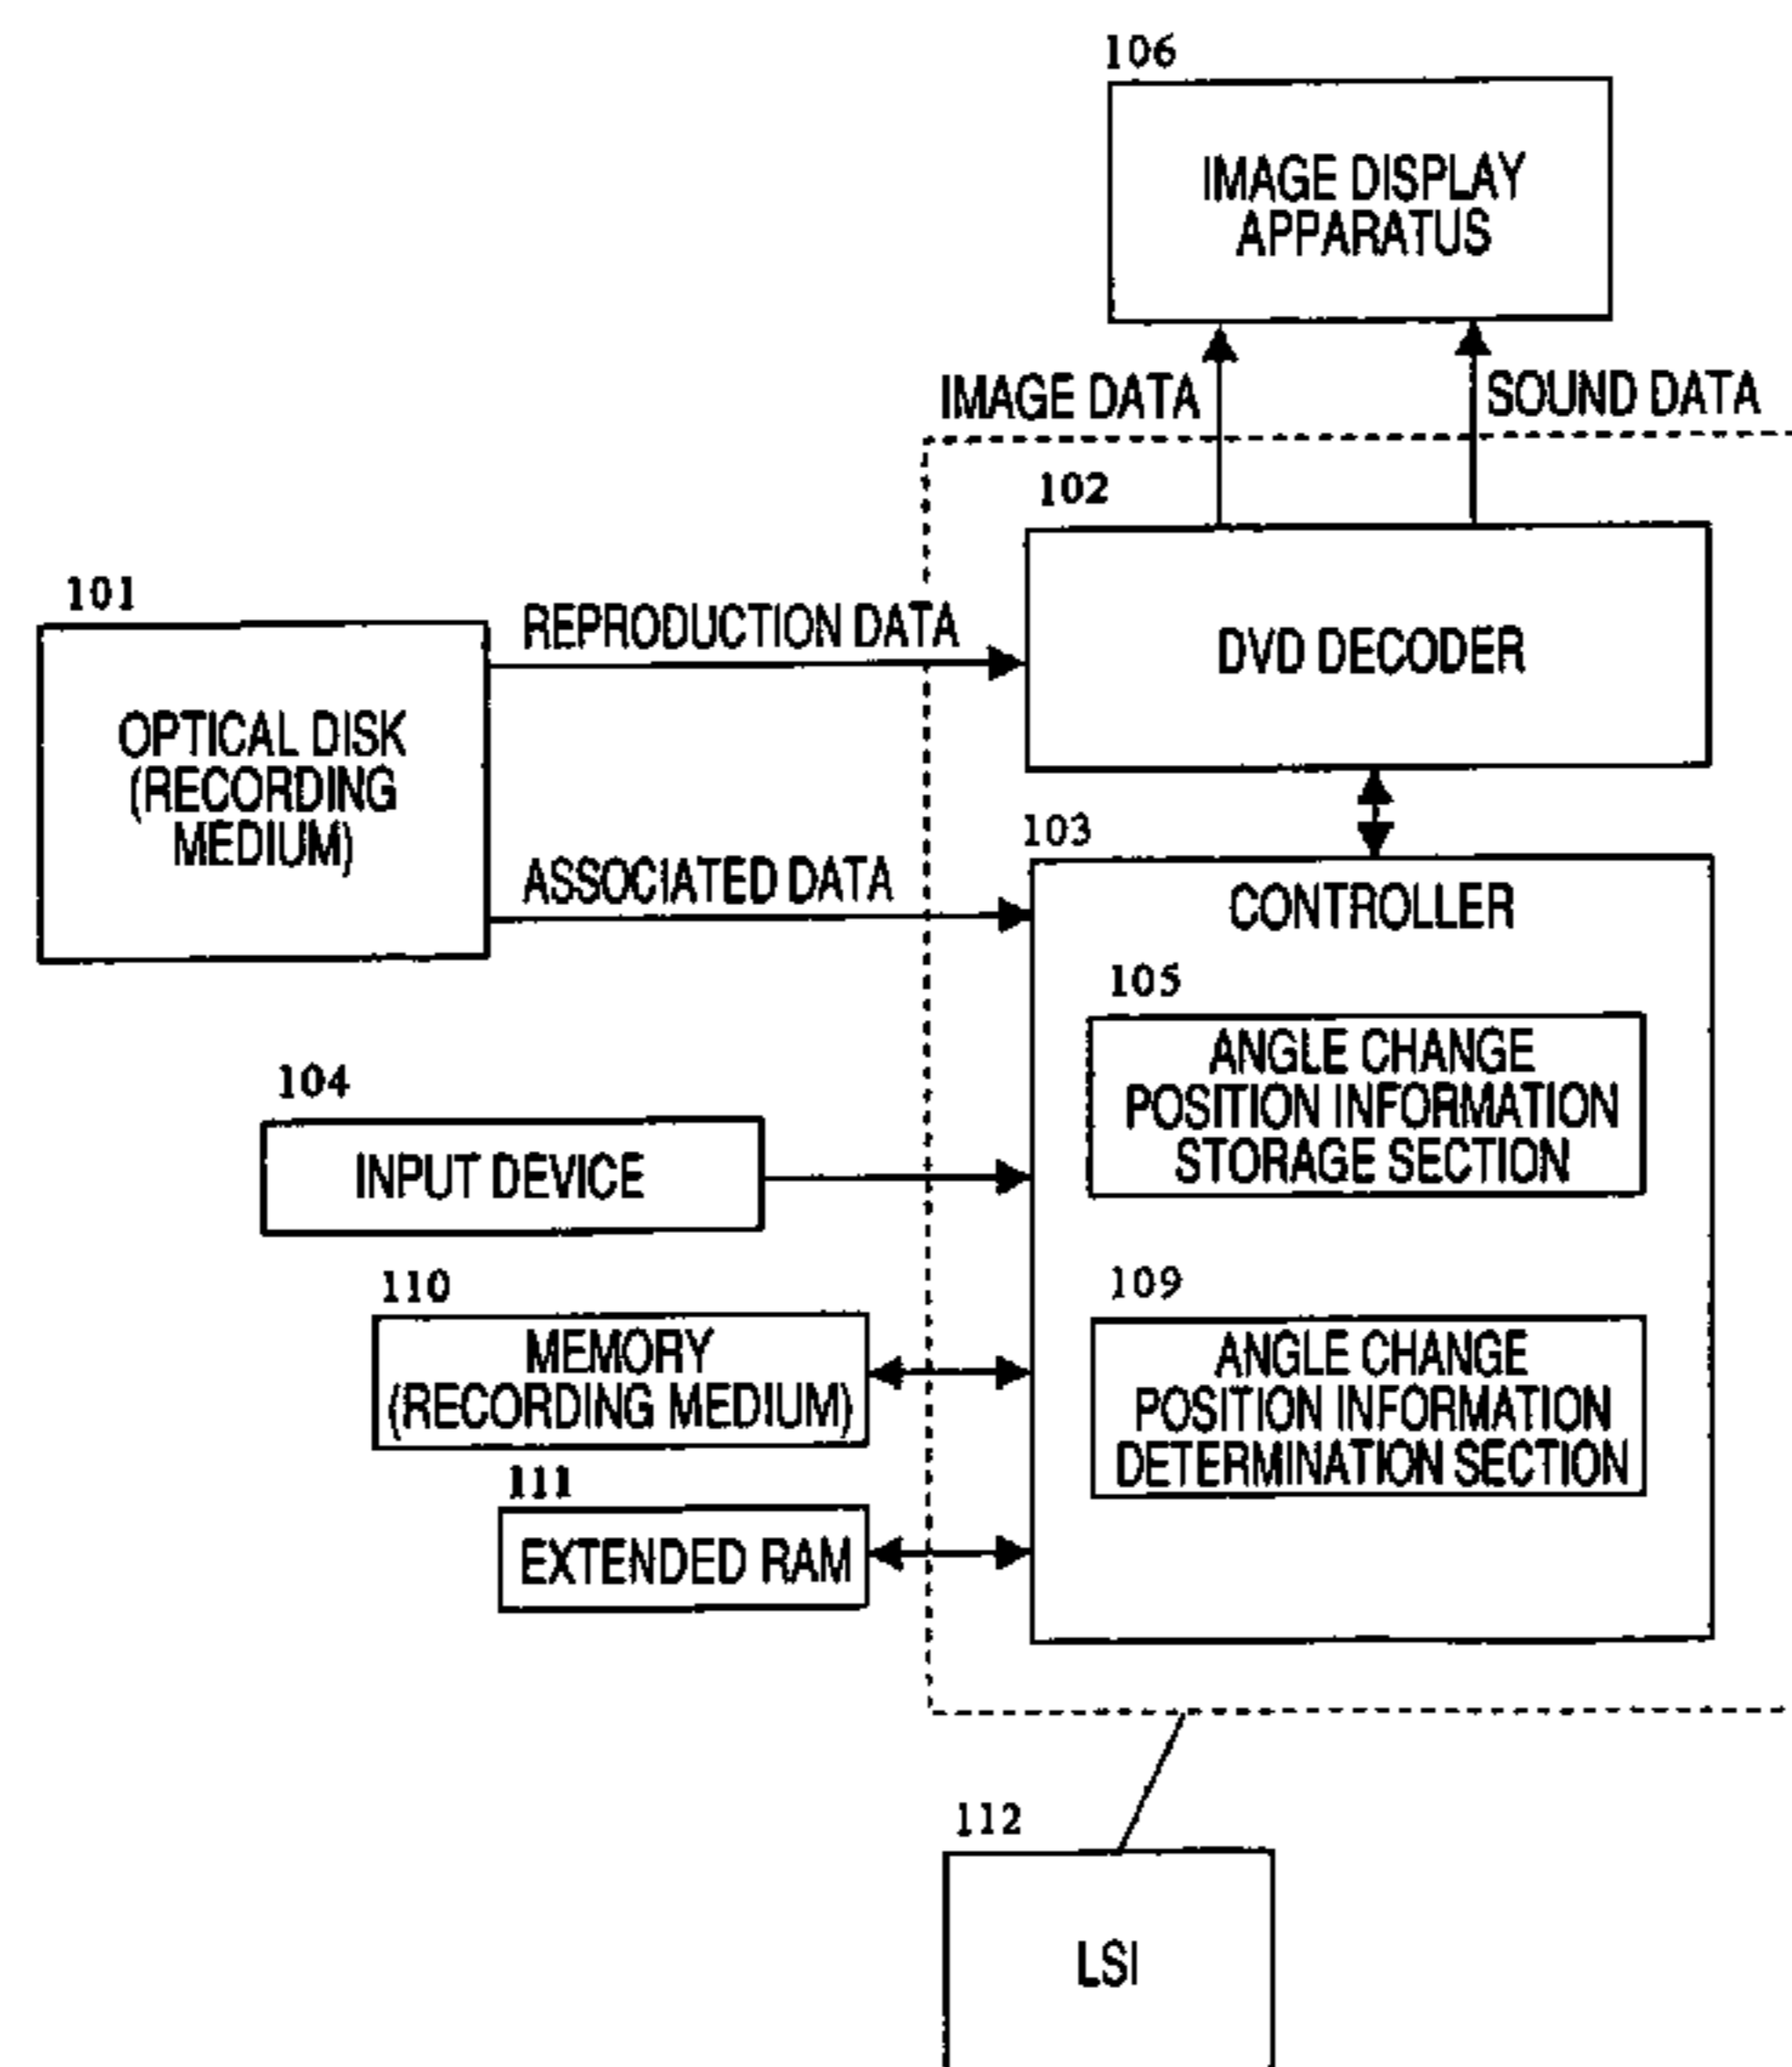 106
IMAGE DISPLAY
APPARATUS
IMAGE DATA
SOUND DATA
102
DVD DECODER
101
OPTICAL DISK
(RECORDING
MEDIUM)
REPRODUCTION DATA
ASSOCIATED DATA
103
CONTROLLER
105
ANGLE CHANGE
POSITION INFORMATION
STORAGE SECTION
104
INPUT DEVICE
109
ANGLE CHANGE
POSITION INFORMATION
DETERMINATION SECTION
110
MEMORY
(RECORDING MEDIUM)
111
EXTENDED RAM
112
LSI